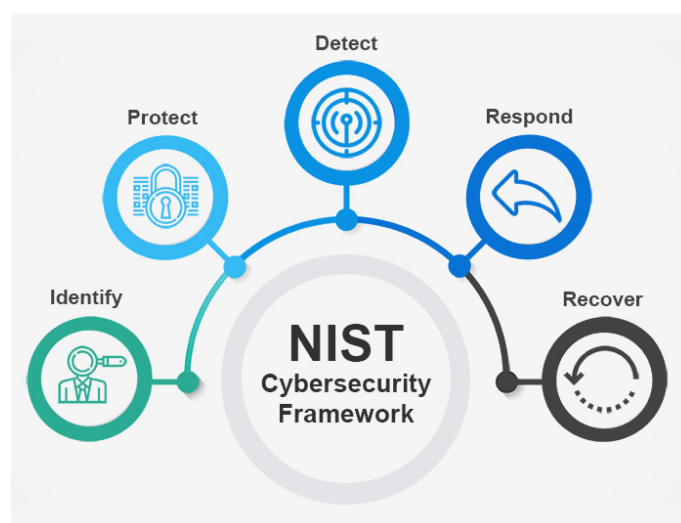 Detect
Protect
Respond
Identify
Recover
NIST
Cybersecurity
Framework